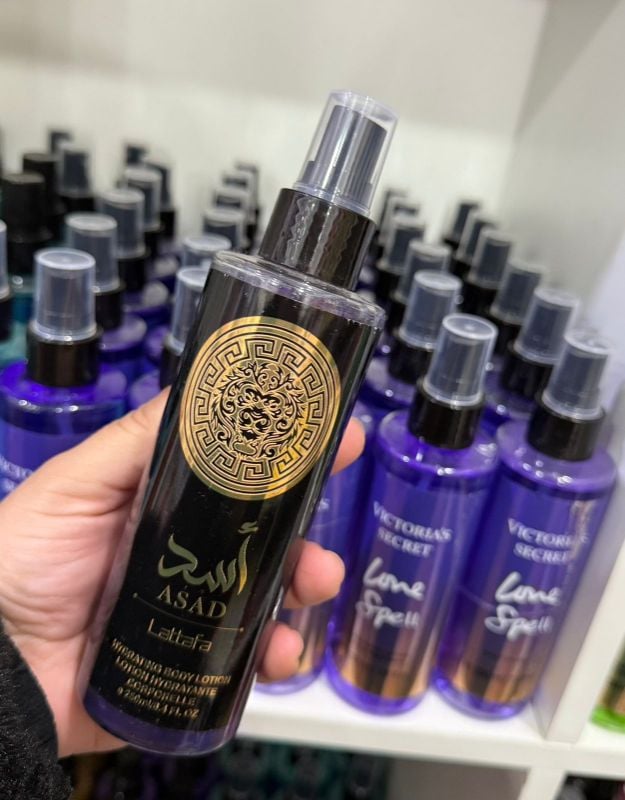 أسد
ASAD
Lattafa
HYDRATING BODY LOTION
LOTION HYDRATANTE
CORPORELLE
VICTORIA'S
SECRET
Love
Spell
VICTORIA'S
SECRET
Love
Spell